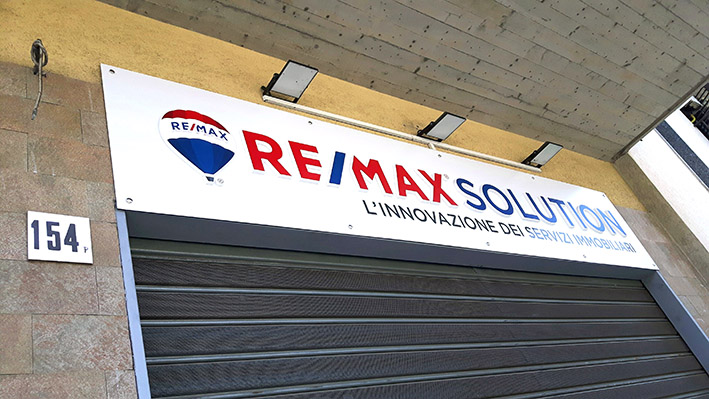 RE/MAX
RE/MAX SOLUTION
L'INNOVAZIONE DEI SERVIZI IMMOBILIARI
154 P